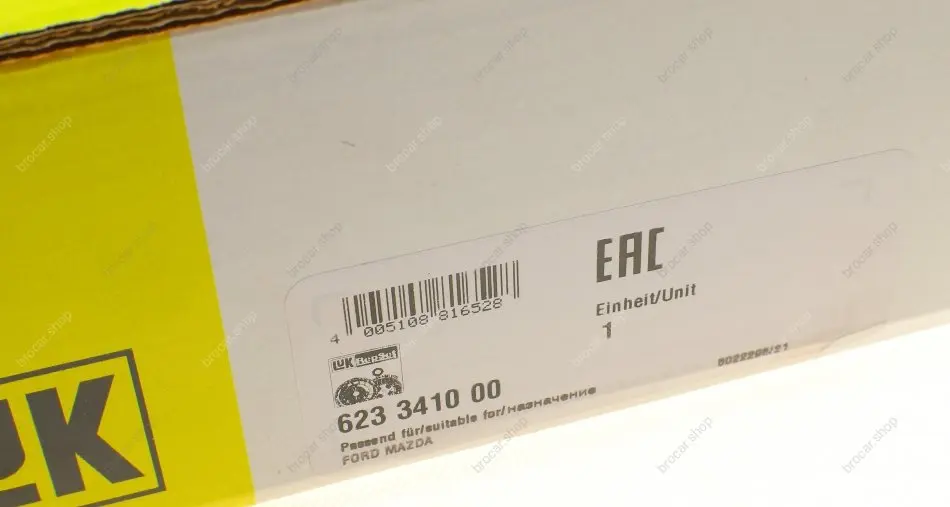 EAC
Einheit/Unit
1
4 005108 816528
LuK RepSet
623 3410 00
Passend für/suitable for/назначение
FORD MAZDA
LuK
brocar.shop